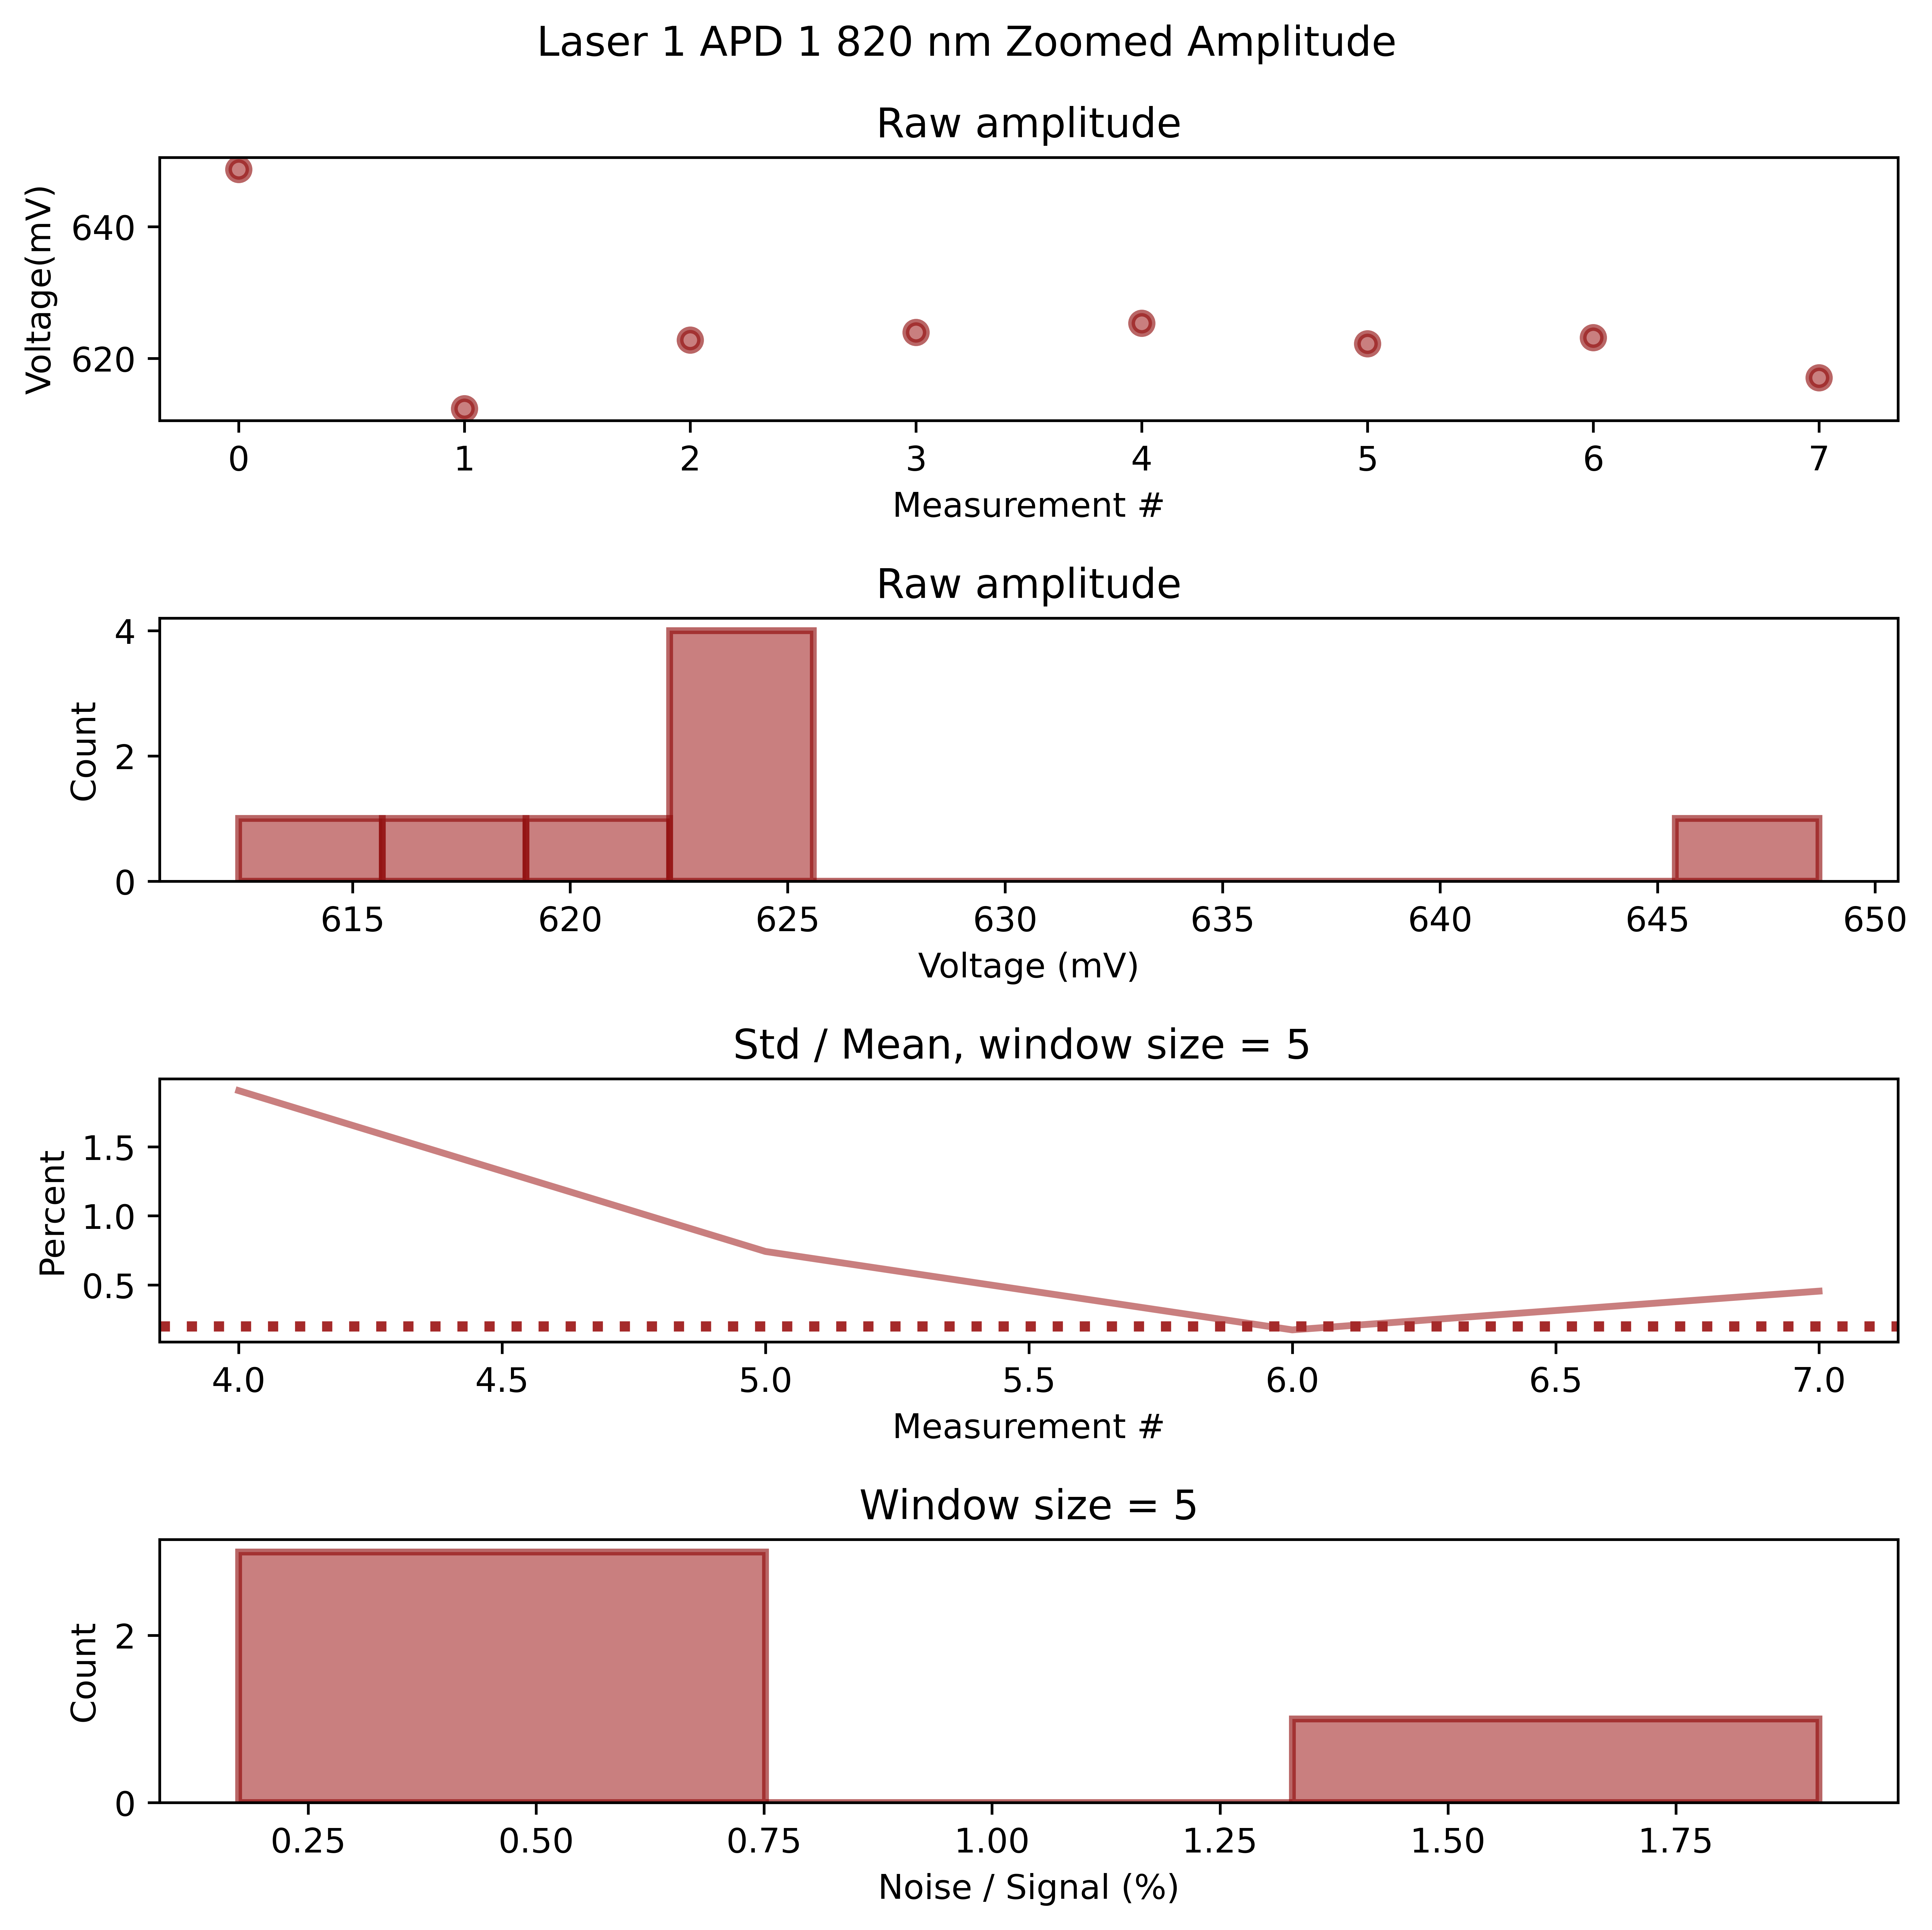 Laser 1 APD 1 820 nm Zoomed Amplitude
Raw amplitude
Voltage(mV)
640
620
0 1 2 3 4 5 6 7
Measurement #
Raw amplitude
Count
4
2
0
615 620 625 630 635 640 645 650
Voltage (mV)
Std / Mean, window size = 5
Percent
1.5
1.0
0.5
4.0 4.5 5.0 5.5 6.0 6.5 7.0
Measurement #
Window size = 5
Count
2
0
0.25 0.50 0.75 1.00 1.25 1.50 1.75
Noise / Signal (%)